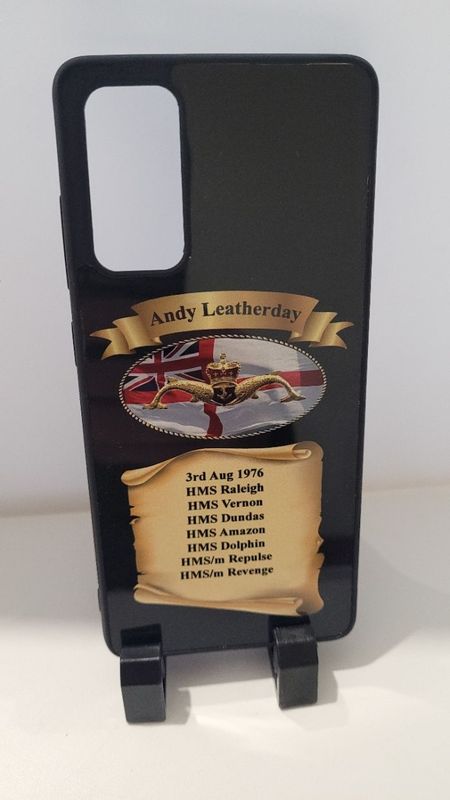 Andy Leatherday
3rd Aug 1976
HMS Raleigh
HMS Vernon
HMS Dundas
HMS Amazon
HMS Dolphin
HMS/m Repulse
HMS/m Revenge